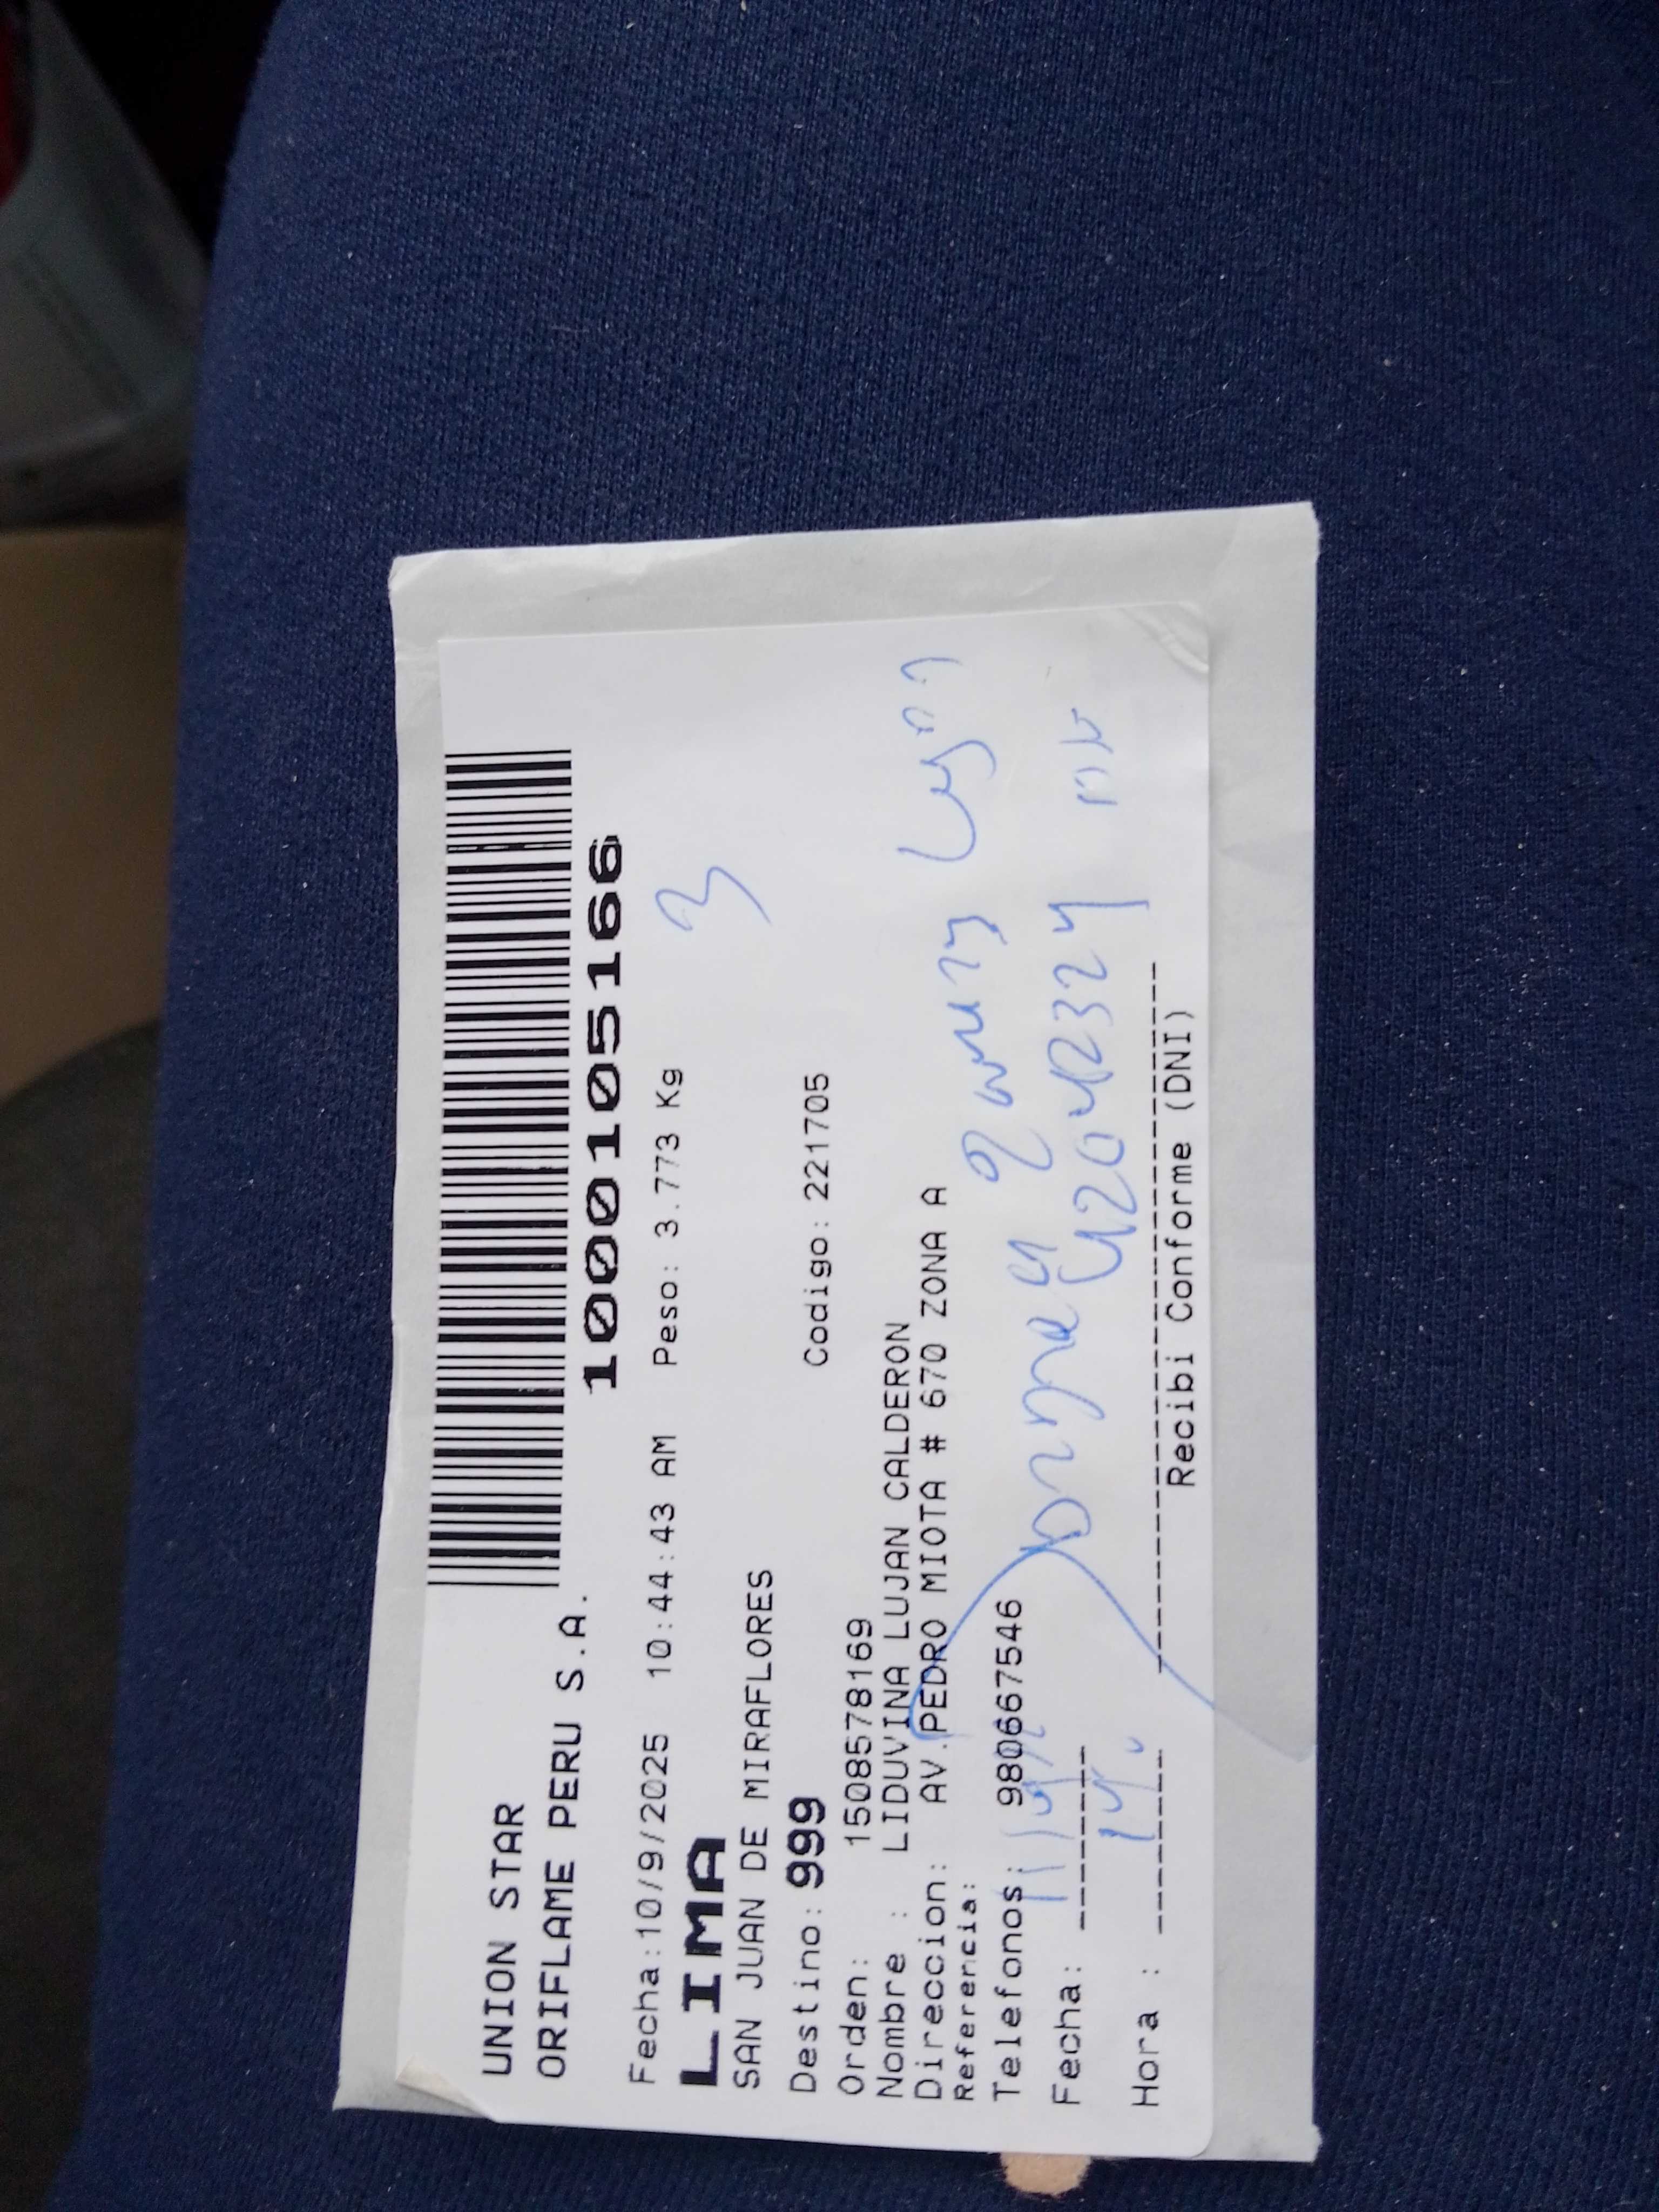 UNION STAR
ORIFLAME PERU S.A.
1000105166
Fecha:10/9/2025 10:44:43 AM Peso: 3.773 Kg
3
LIMA
SAN JUAN DE MIRAFLORES
Destino: 999 Codigo: 221705
Orden: 1508578169
Nombre : LIDUVINA LUJAN CALDERON
Direccion: AV.PEDRO MIOTA # 670 ZONA A
Referencia:
Telefonos: 980667546
Fecha:
Hora :
Recibi Conforme (DNI)